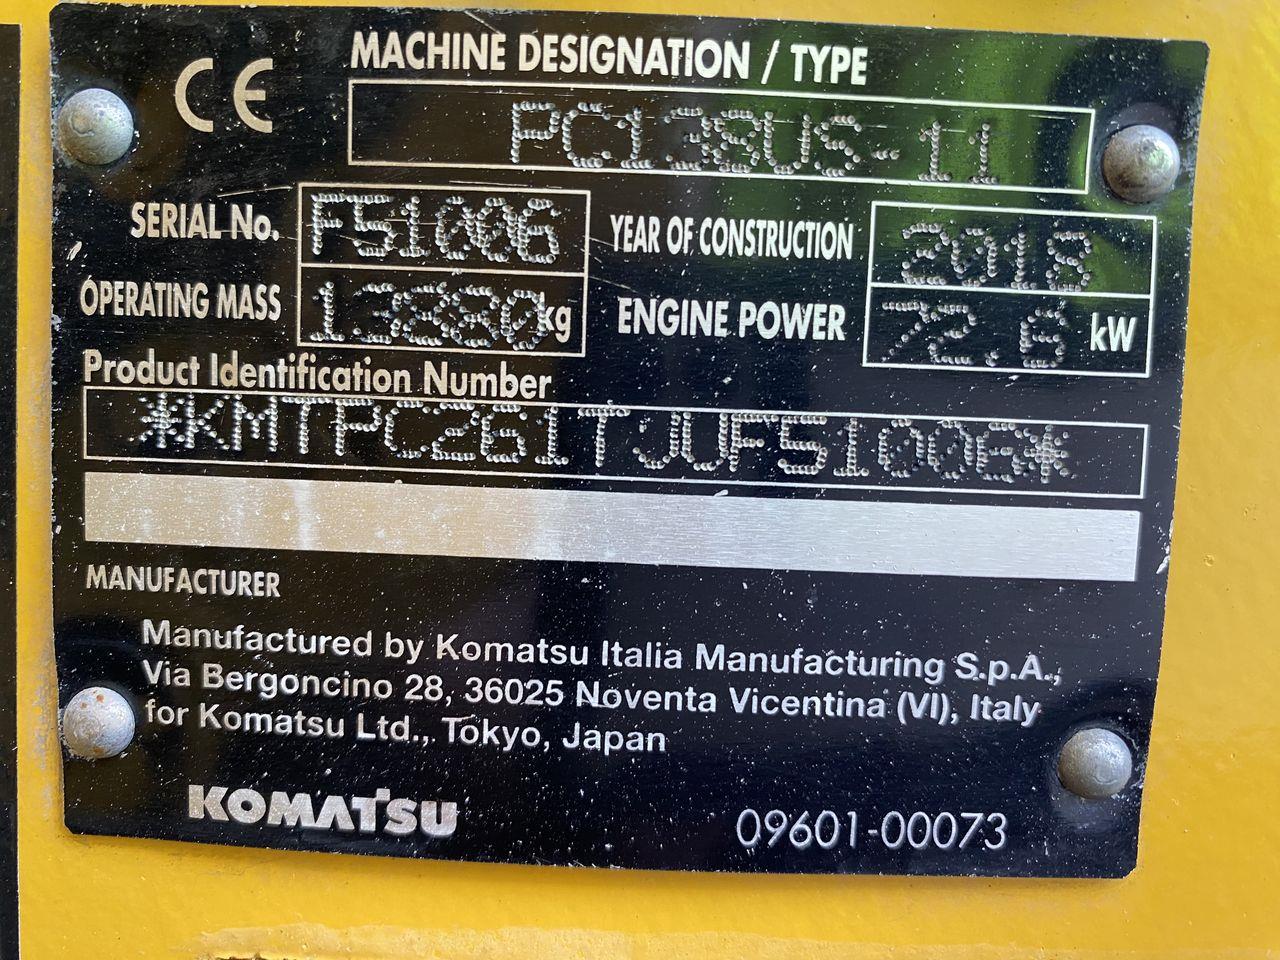 CE
MACHINE DESIGNATION / TYPE
PC138US-11
SERIAL No. F51006 YEAR OF CONSTRUCTION 2018
OPERATING MASS 13880 kg ENGINE POWER 72.6 kW
Product Identification Number
*KMTPC261TJUF51006*
MANUFACTURER
Manufactured by Komatsu Italia Manufacturing S.p.A.,
Via Bergoncino 28, 36025 Noventa Vicentina (VI), Italy
for Komatsu Ltd., Tokyo, Japan
KOMATSU 09601-00073